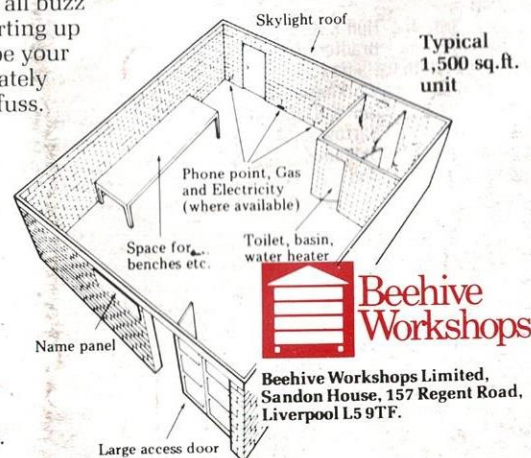 all buzz
rting up
be your
ately
fuss.
Skylight roof
Typical
1,500 sq.ft.
unit
Phone point, Gas
and Electricity
(where available)
Space for
benches etc.
Toilet, basin,
water heater
Name panel
Large access door
Beehive
Workshops
Beehive Workshops Limited,
Sandon House, 157 Regent Road,
Liverpool L5 9TF.